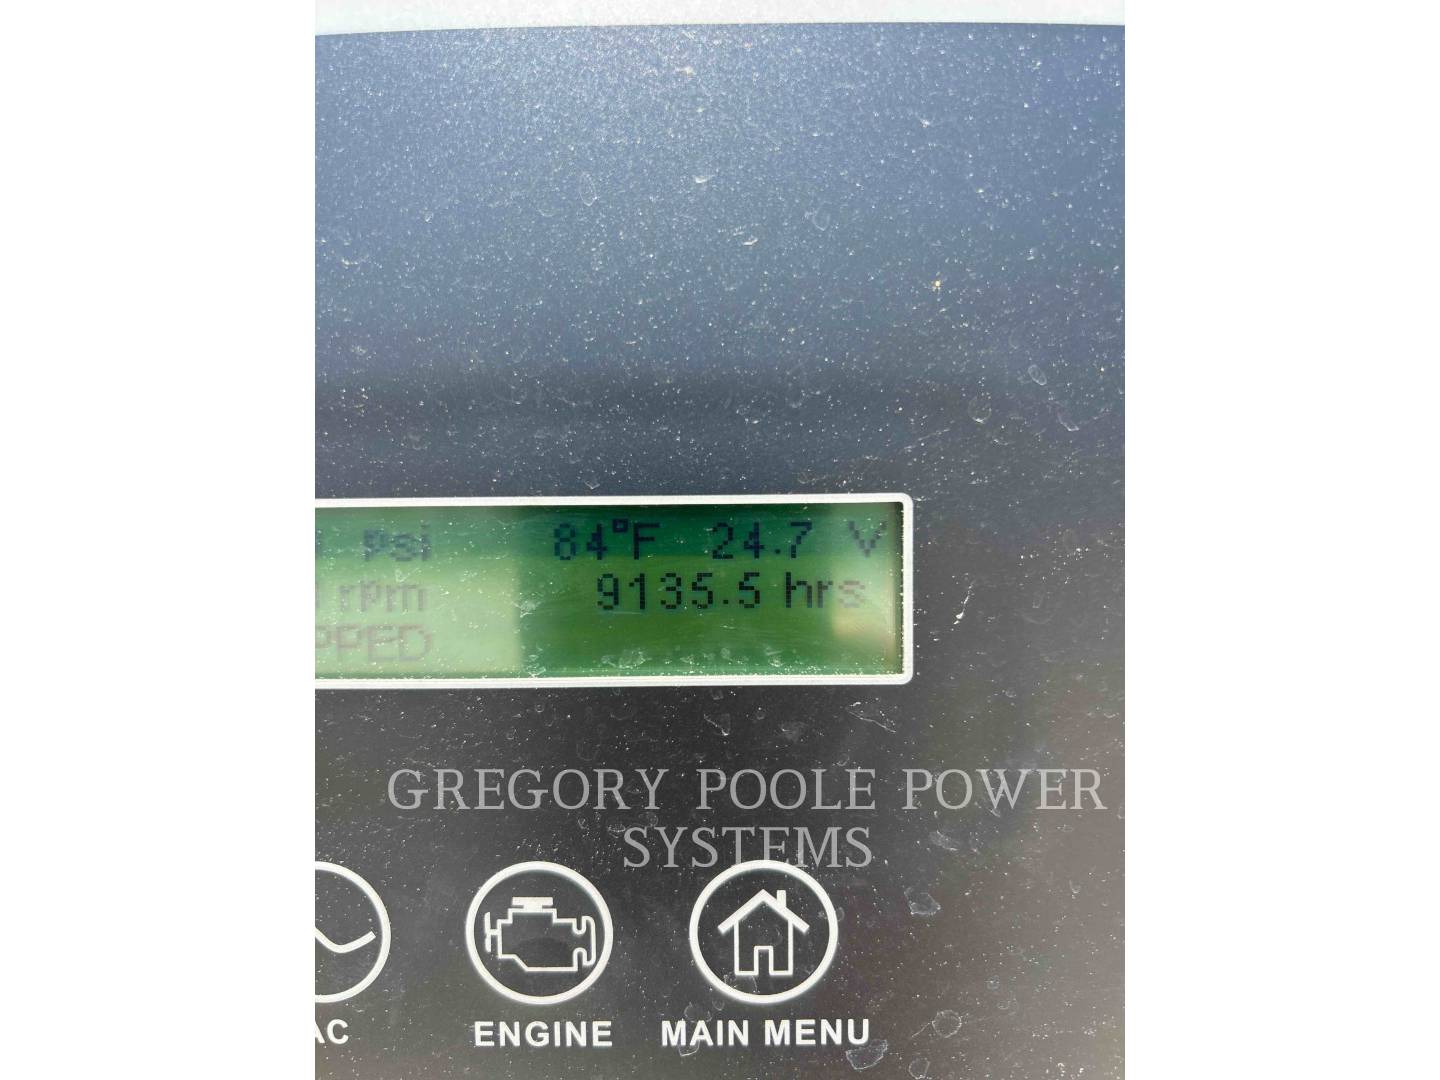 psi 84°F 24.7 V
rpm 9135.5 hrs
PPED
GREGORY POOLE POWER
SYSTEMS
AC ENGINE MAIN MENU